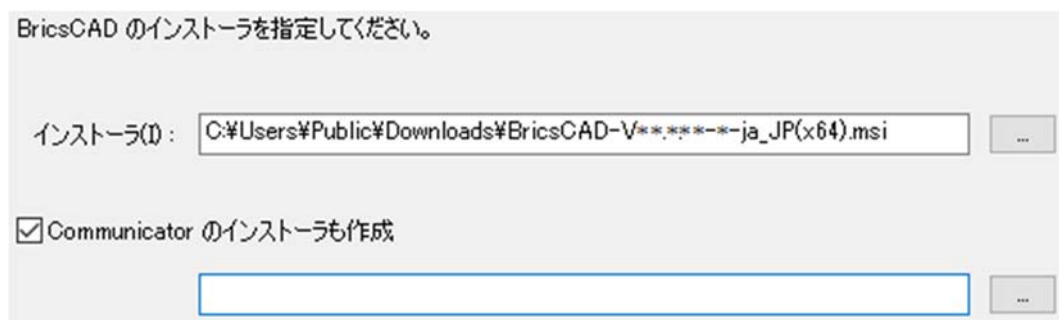 BricsCAD のインストーラを指定してください。
インストーラ(I) : C:¥Users¥Public¥Downloads¥BricsCAD-V**.*.**-*-ja_JP(x64).msi ...
Communicator のインストーラも作成
...